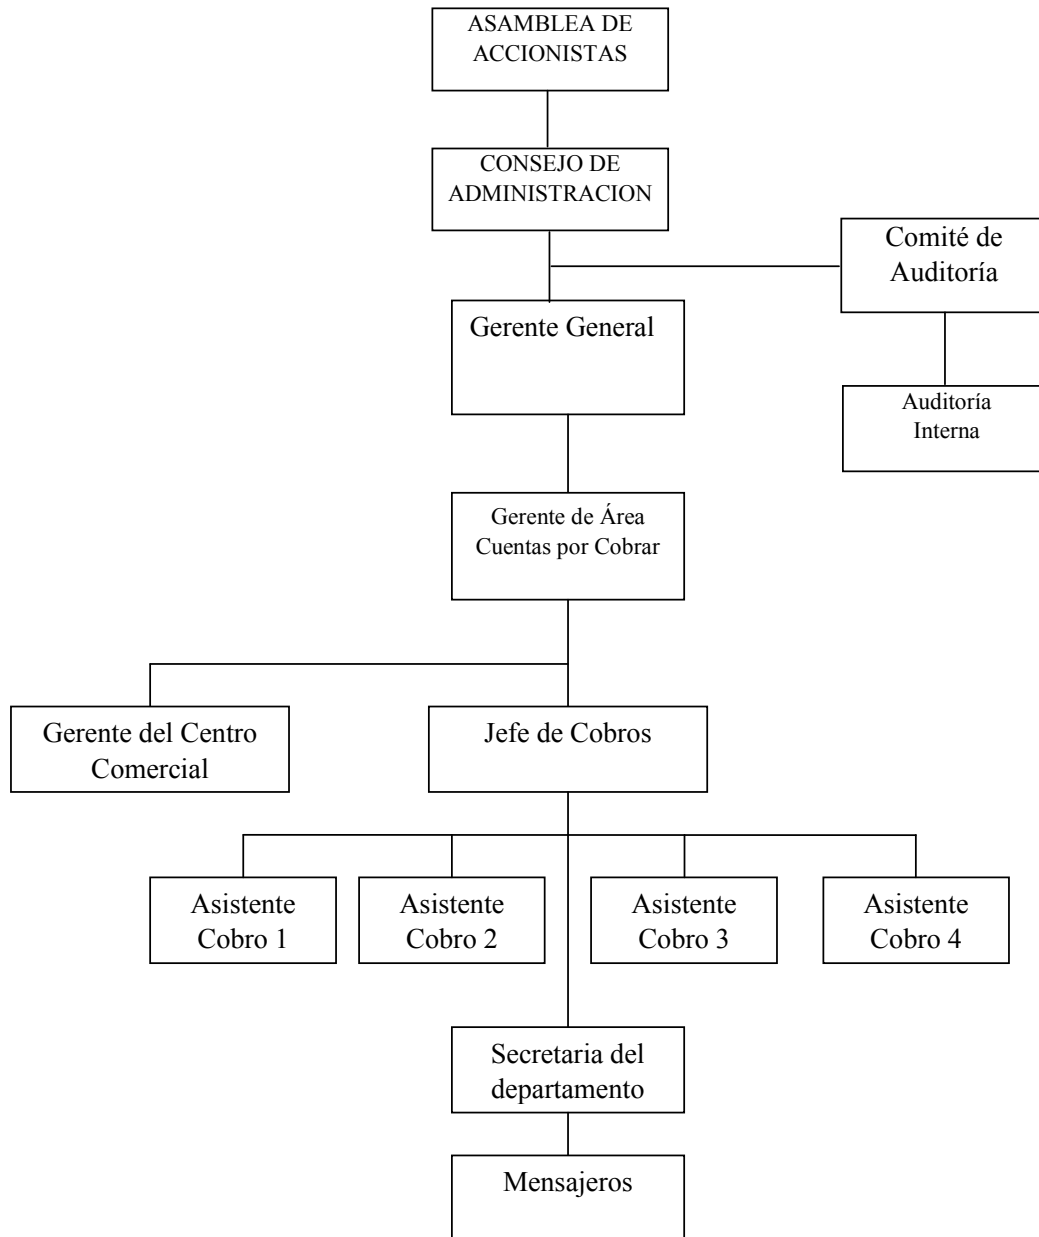 ASAMBLEA DE
ACCIONISTAS
CONSEJO DE
ADMINISTRACION
Comité de
Auditoría
Gerente General
Auditoría
Interna
Gerente de Área
Cuentas por Cobrar
Gerente del Centro
Comercial
Jefe de Cobros
Asistente
Cobro 1
Asistente
Cobro 2
Asistente
Cobro 3
Asistente
Cobro 4
Secretaria del
departamento
Mensajeros